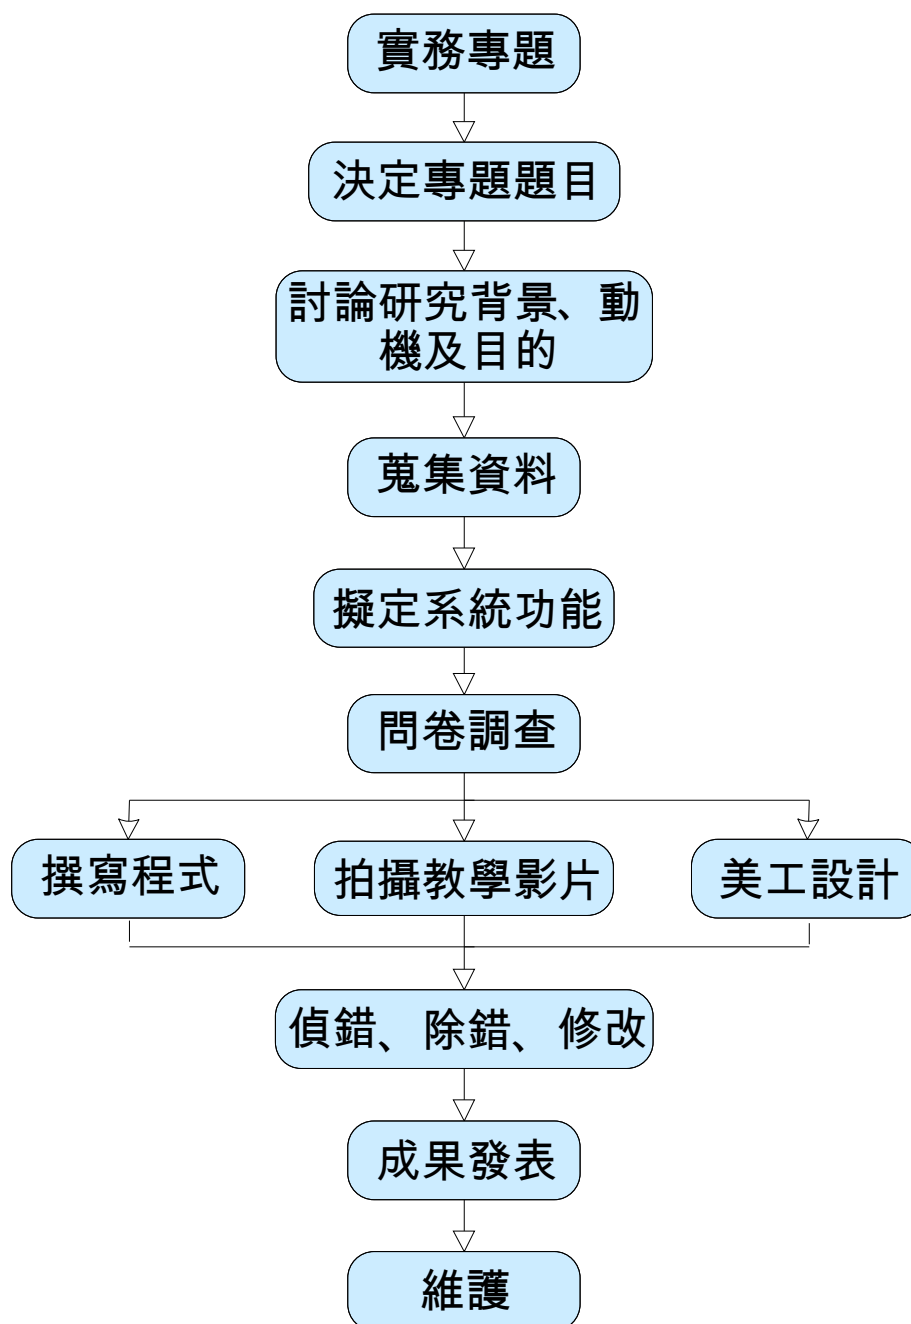 實務專題
決定專題題目
討論研究背景、動
機及目的
蒐集資料
擬定系統功能
問卷調查
撰寫程式
拍攝教學影片
美工設計
偵錯、除錯、修改
成果發表
維護